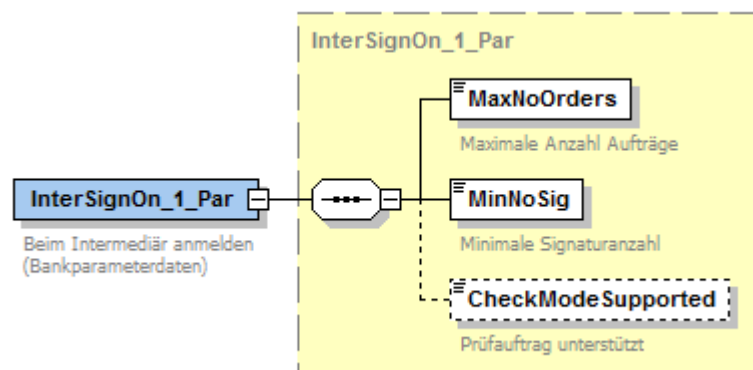 InterSignOn_1_Par
MaxNoOrders
Maximale Anzahl Aufträge
InterSignOn_1_Par
Beim Intermediär anmelden
(Bankparameterdaten)
MinNoSig
Minimale Signaturanzahl
CheckModeSupported
Prüfauftrag unterstützt